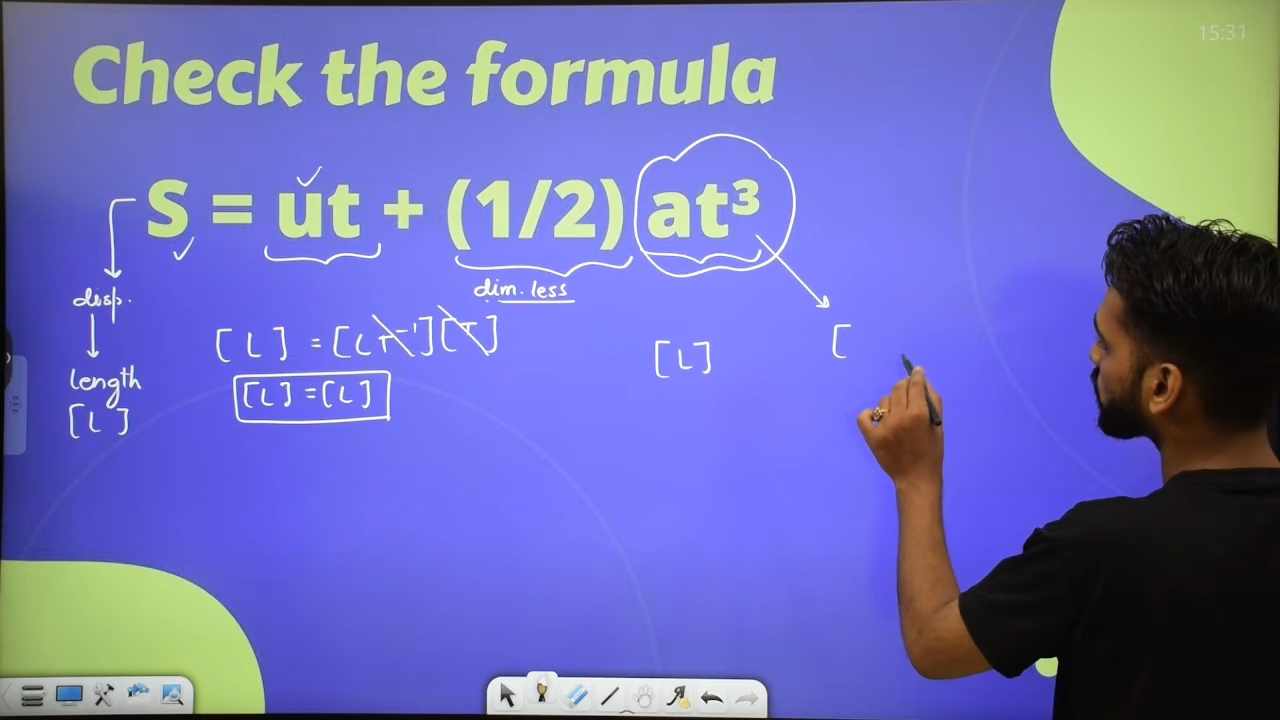 15:31
Check the formula
S = ut + (1/2) at³
dim. less
disp.
[L] = [LT⁻¹][T]
[L]
[
length
[L] = [L]
[L]